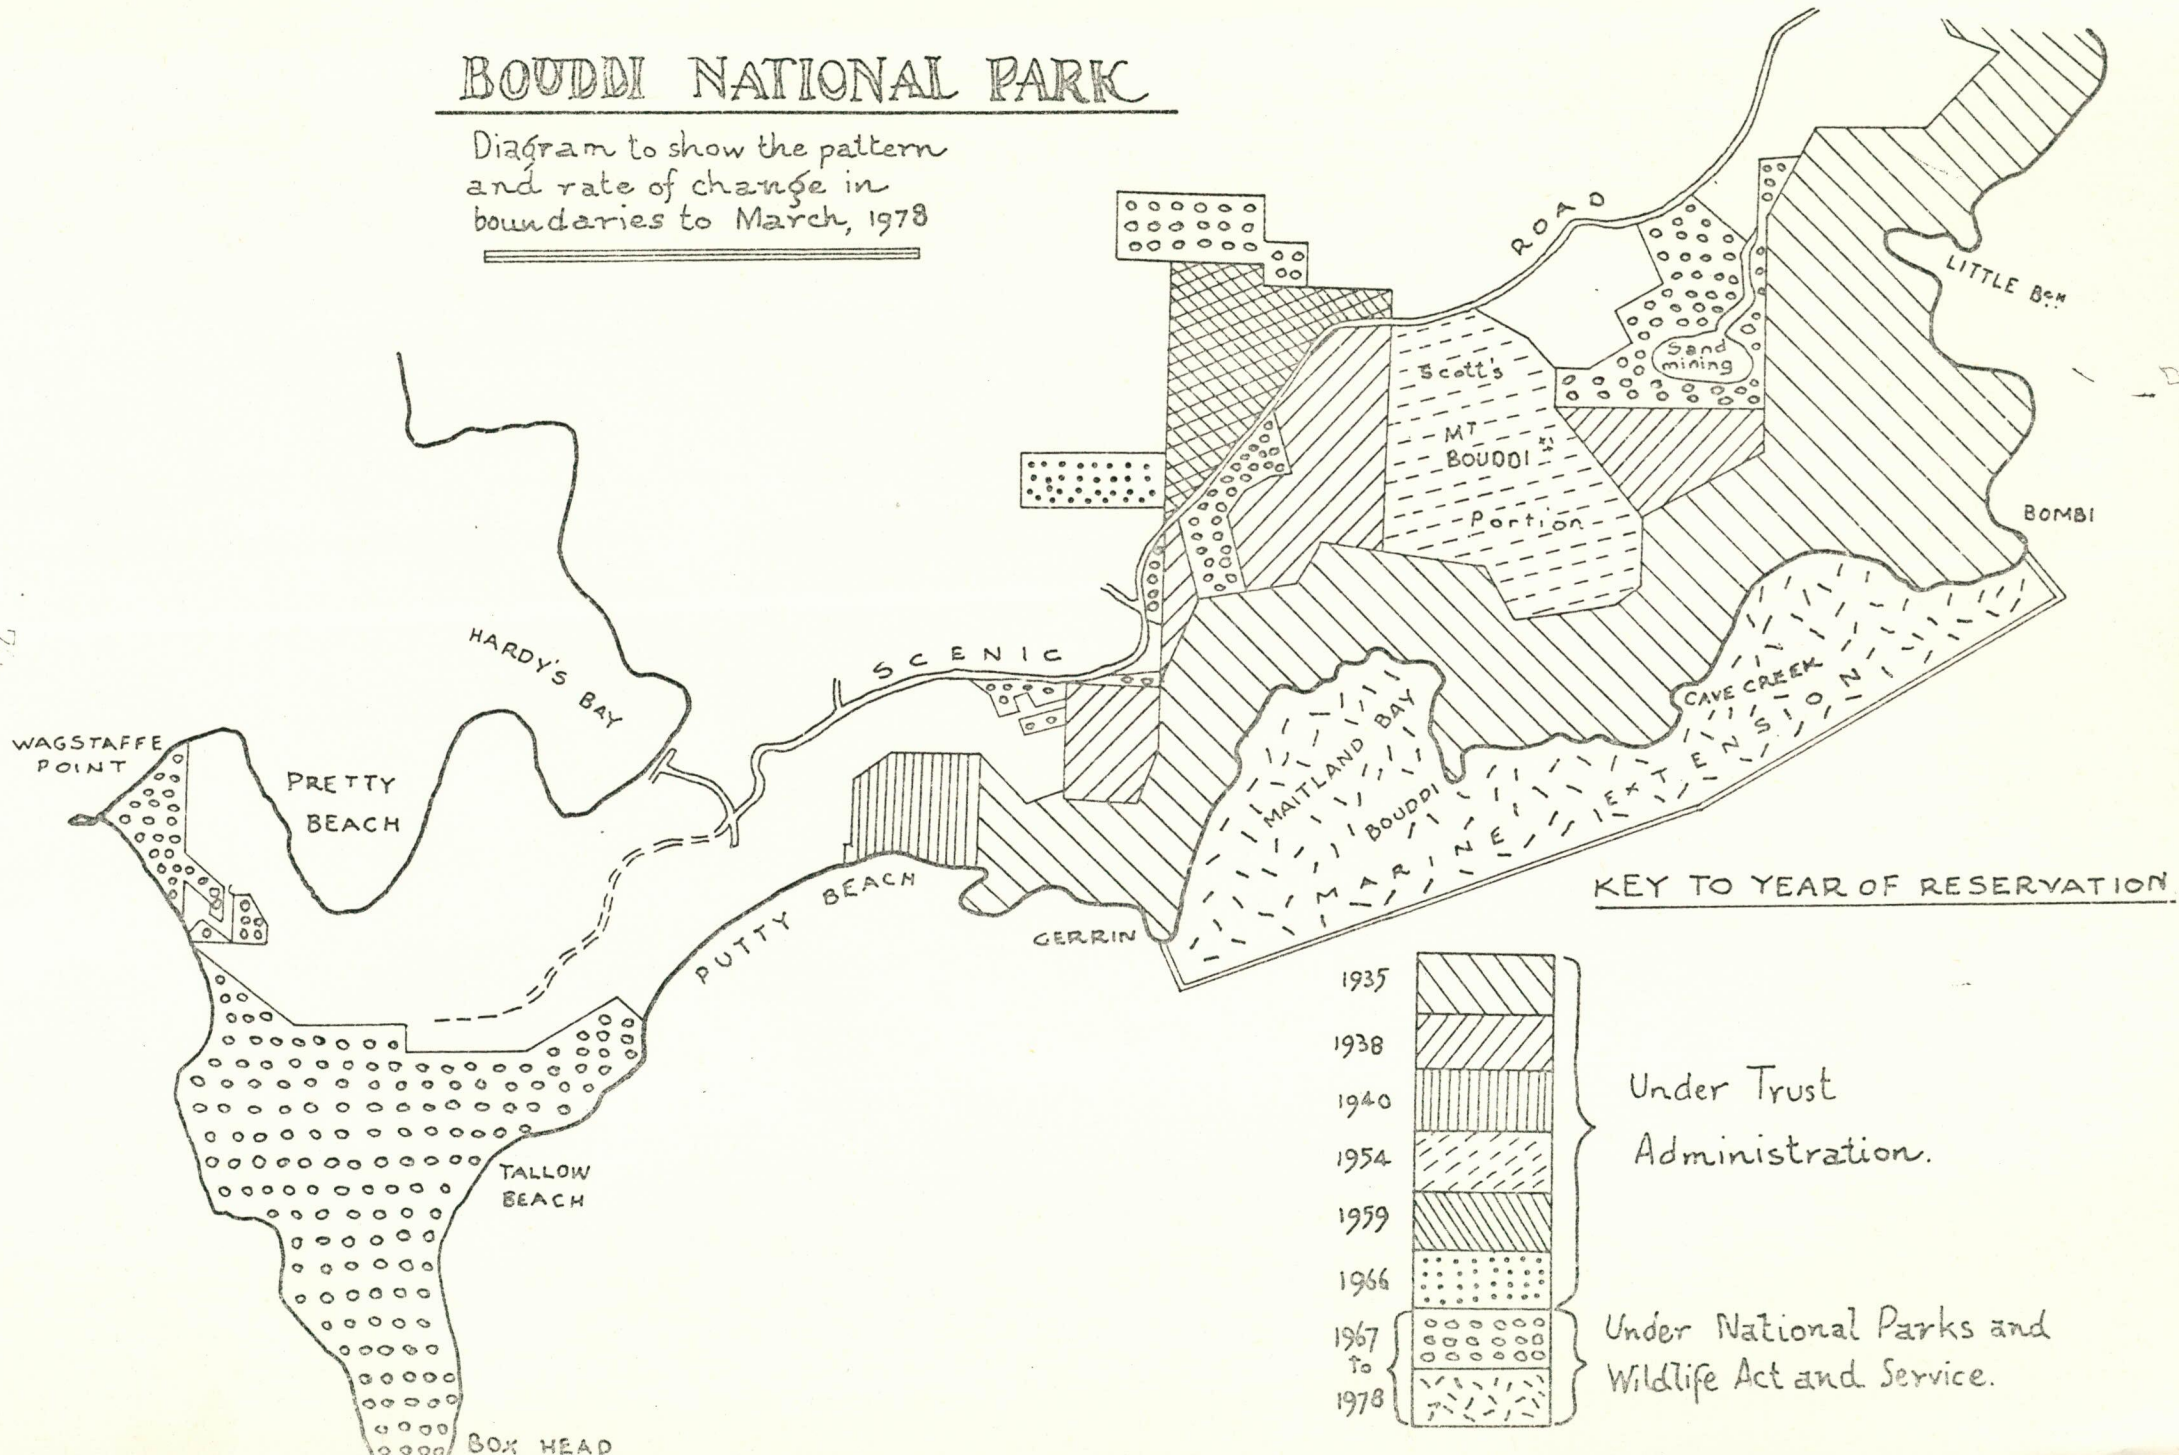 BOUDDI NATIONAL PARK
Diagram to show the pattern
and rate of change in
boundaries to March, 1978
ROAD
LITTLE BCH
Sand
mining
Scott's
MT
BOUDDI
Portion
BOMBI
HARDY'S BAY
SCENIC
WAGSTAFFE
POINT
PRETTY
BEACH
CAVE CREEK
MAITLAND BAY
BOUDDI
MARINE EXTENSION
PUTTY BEACH
GERRIN
TALLOW
BEACH
BOX HEAD
KEY TO YEAR OF RESERVATION
1935
1938
1940
1954
1959
1966
1967
to
1978
Under Trust
Administration.
Under National Parks and
Wildlife Act and Service.